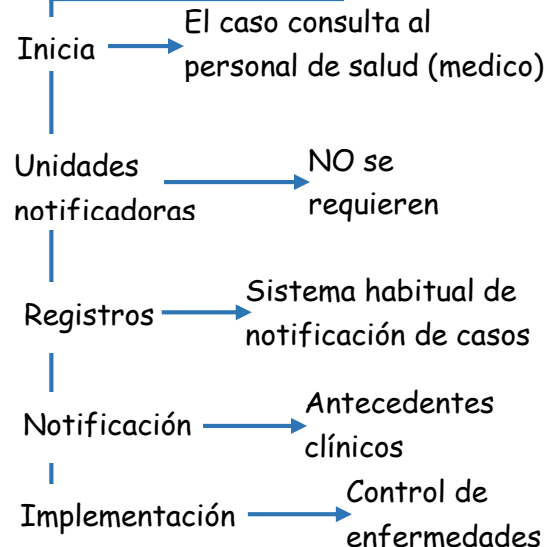 Inicia
El caso consulta al
personal de salud (medico)
Unidades
notificadoras
NO se
requieren
Registros
Sistema habitual de
notificación de casos
Notificación
Antecedentes
clínicos
Implementación
Control de
enfermedades